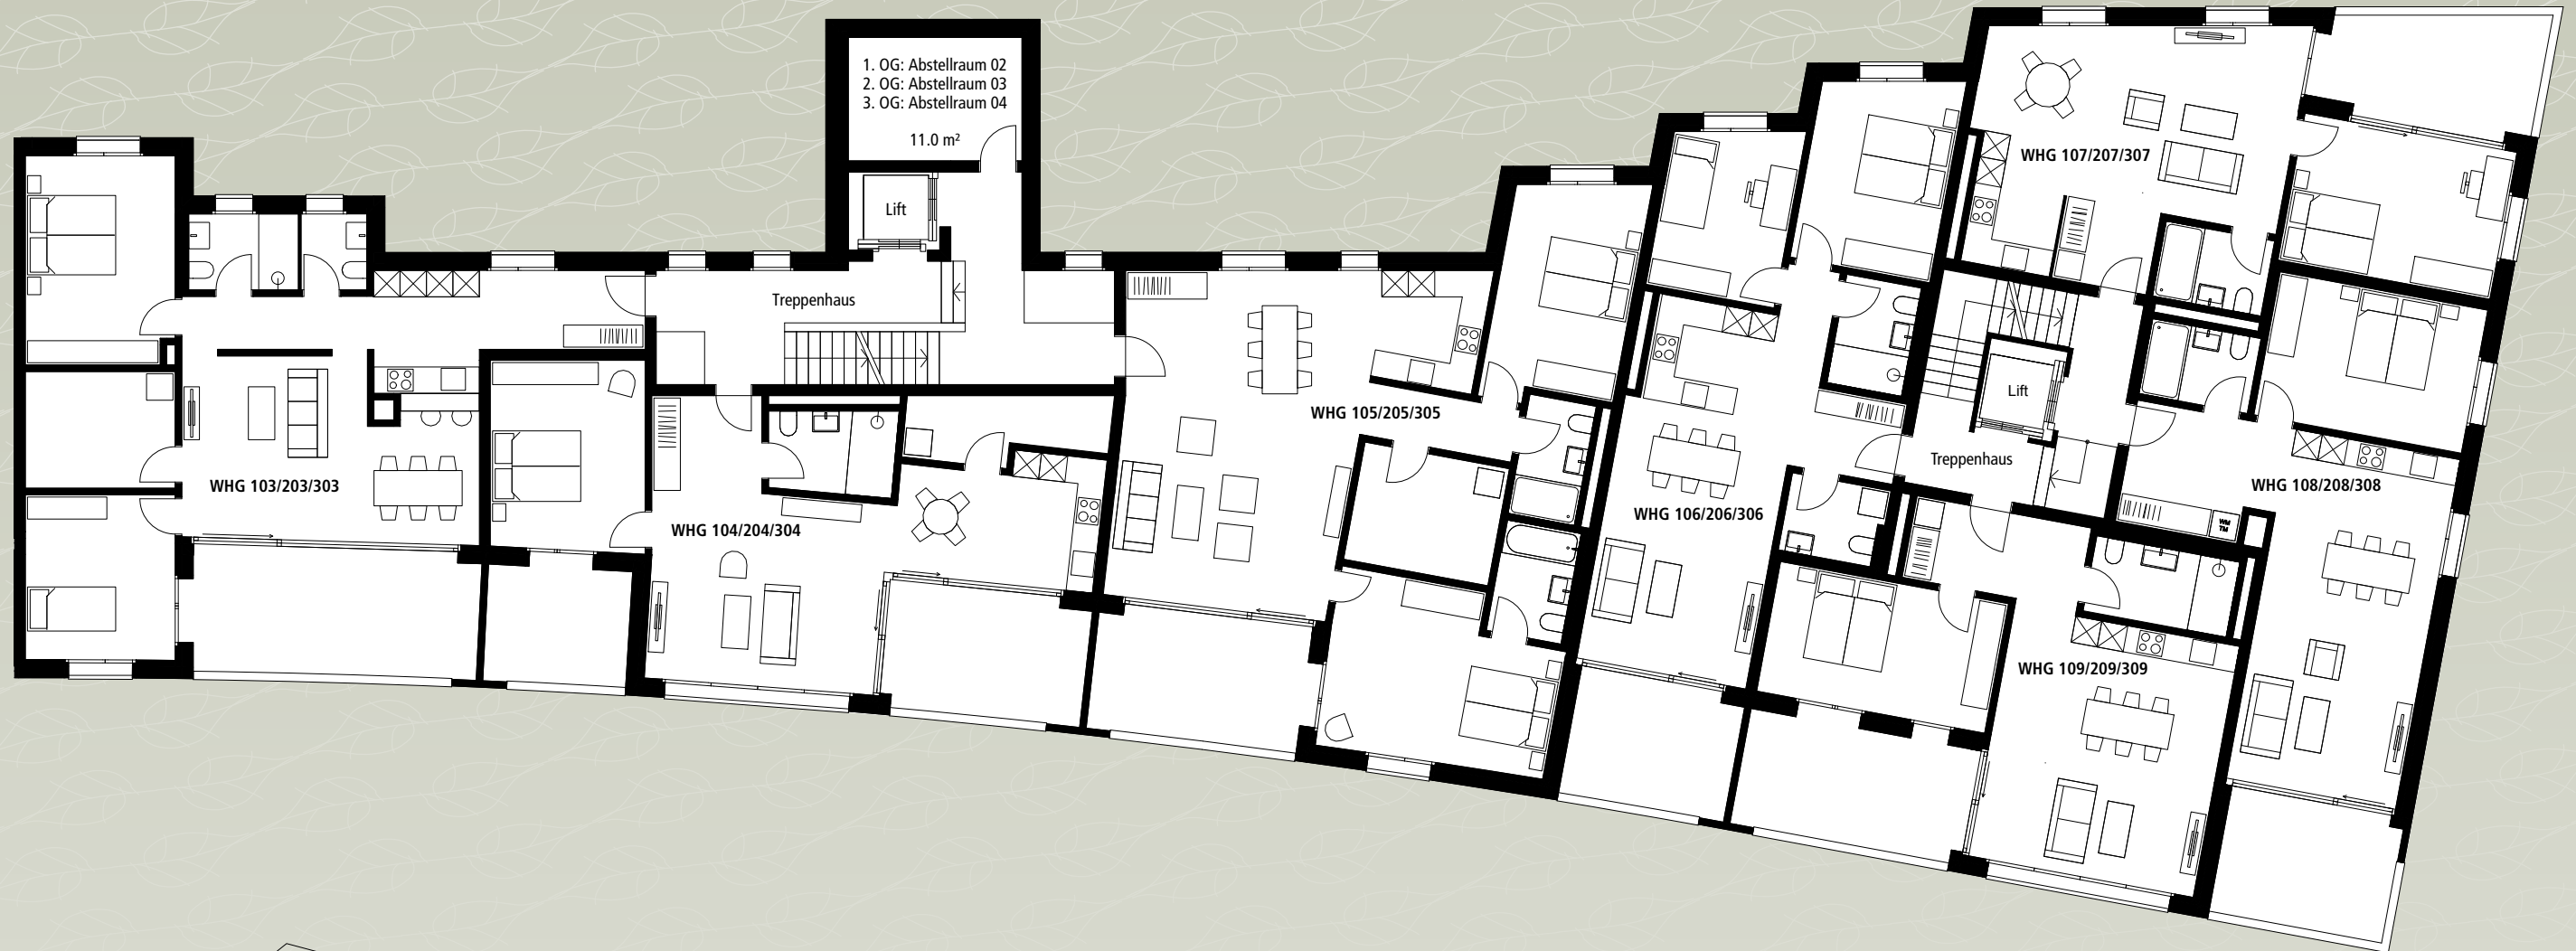 1. OG: Abstellraum 02
2. OG: Abstellraum 03
3. OG: Abstellraum 04
11.0 m²
Lift
Treppenhaus
WHG 103/203/303
WHG 104/204/304
WHG 105/205/305
WHG 106/206/306
WHG 107/207/307
Lift
Treppenhaus
WHG 108/208/308
WM
TM
WHG 109/209/309